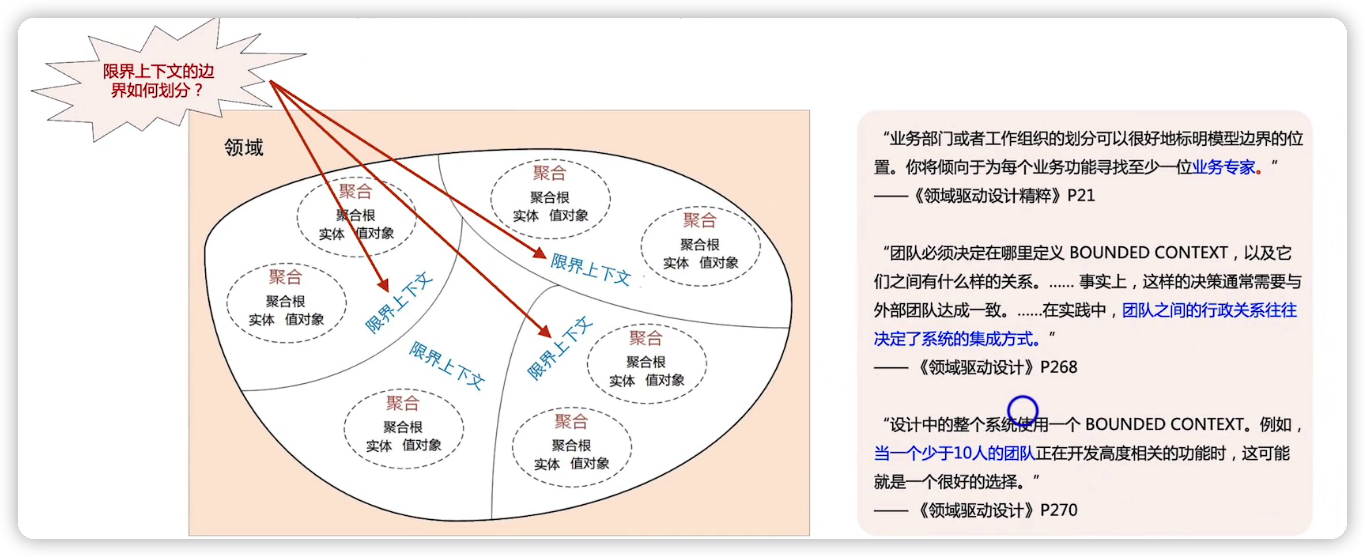 限界上下文的边
界如何划分？
领域
聚合
聚合根
实体 值对象
聚合
聚合根
实体 值对象
限界上下文
聚合
聚合根
实体 值对象
聚合
聚合根
实体 值对象
限界上下文
限界上下文
聚合
聚合根
实体 值对象
限界上下文
聚合
聚合根
实体 值对象
聚合
聚合根
实体 值对象
“业务部门或者工作组织的划分可以很好地标明模型边界的位
置。你将倾向于为每个业务功能寻找至少一位业务专家。”
—— 《领域驱动设计精粹》P21
“团队必须决定在哪里定义 BOUNDED CONTEXT，以及它
们之间有什么样的关系。…… 事实上，这样的决策通常需要与
外部团队达成一致。……在实践中，团队之间的行政关系往往
决定了系统的集成方式。”
—— 《领域驱动设计》P268
“设计中的整个系统使用一个 BOUNDED CONTEXT。例如，
当一个少于10人的团队正在开发高度相关的功能时，这可能
就是一个很好的选择。”
—— 《领域驱动设计》P270